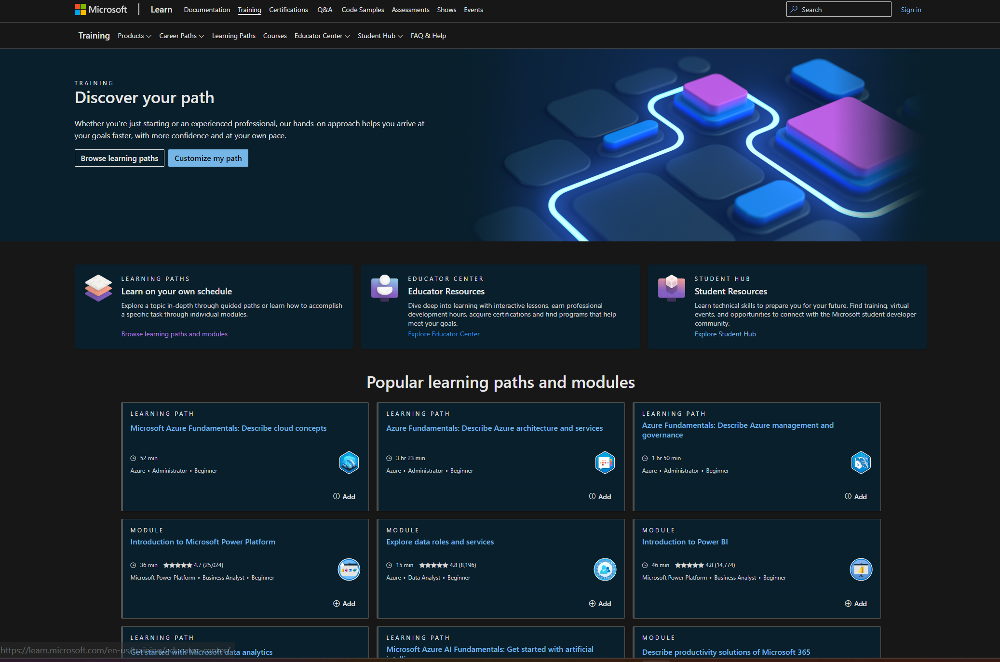 Microsoft
Learn
Documentation
Training
Certifications
Q&A
Code Samples
Assessments
Shows
Events
Search
Sign in
Training
Products
Career Paths
Learning Paths
Courses
Educator Center
Student Hub
FAQ & Help
TRAINING
Discover your path
Whether you're just starting or an experienced professional, our hands-on approach helps you arrive at
your goals faster, with more confidence and at your own pace.
Browse learning paths
Customize my path
LEARNING PATHS
Learn on your own schedule
Explore a topic in-depth through guided paths or learn how to accomplish
a specific task through individual modules.
Browse learning paths and modules
EDUCATOR CENTER
Educator Resources
Dive deep into learning with interactive lessons, earn professional
development hours, acquire certifications and find programs that help
meet your goals.
Explore Educator Center
STUDENT HUB
Student Resources
Learn technical skills to prepare you for your future. Find training, virtual
events, and opportunities to connect with the Microsoft student developer
community.
Explore Student Hub
Popular learning paths and modules
LEARNING PATH
Microsoft Azure Fundamentals: Describe cloud concepts
52 min
Azure • Administrator • Beginner
Add
LEARNING PATH
Azure Fundamentals: Describe Azure architecture and services
3 hr 23 min
Azure • Administrator • Beginner
Add
LEARNING PATH
Azure Fundamentals: Describe Azure management and
governance
1 hr 50 min
Azure • Administrator • Beginner
Add
MODULE
Introduction to Microsoft Power Platform
36 min 4.7 (25,024)
Microsoft Power Platform • Business Analyst • Beginner
Add
MODULE
Explore data roles and services
15 min 4.8 (8,196)
Azure • Data Analyst • Beginner
Add
MODULE
Introduction to Power BI
46 min 4.8 (14,774)
Microsoft Power Platform • Business Analyst • Beginner
Add
LEARNING PATH
Get started with Microsoft data analytics
LEARNING PATH
Microsoft Azure AI Fundamentals: Get started with artificial
MODULE
Describe productivity solutions of Microsoft 365
https://learn.microsoft.com/en-us/training/educator-center/